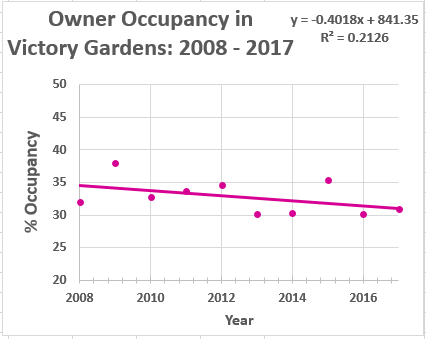 Owner Occupancy in
Victory Gardens: 2008 - 2017
y = -0.4018x + 841.35
R² = 0.2126
% Occupancy
50
45
40
35
30
25
20
2008 2010 2012 2014 2016
Year